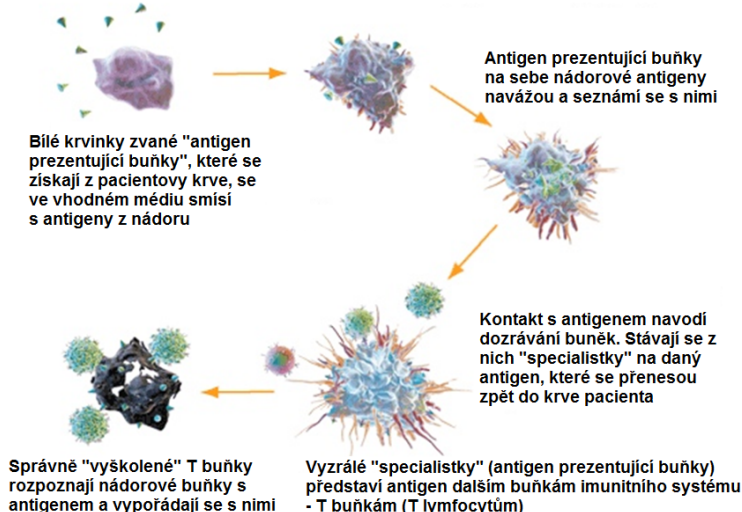 Bílé krvinky zvané "antigen
prezentující buňky", které se
získají z pacientovy krve, se
ve vhodném médiu smísí
s antigeny z nádoru
Antigen prezentující buňky
na sebe nádorové antigeny
navážou a seznámí se s nimi
Kontakt s antigenem navodí
dozrávání buněk. Stávají se z
nich "specialistky" na daný
antigen, které se přenesou
zpět do krve pacienta
Vyzrálé "specialistky" (antigen prezentující buňky)
představí antigen dalším buňkám imunitního systému
- T buňkám (T lymfocytům)
Správně "vyškolené" T buňky
rozpoznají nádorové buňky s
antigenem a vypořádají se s nimi